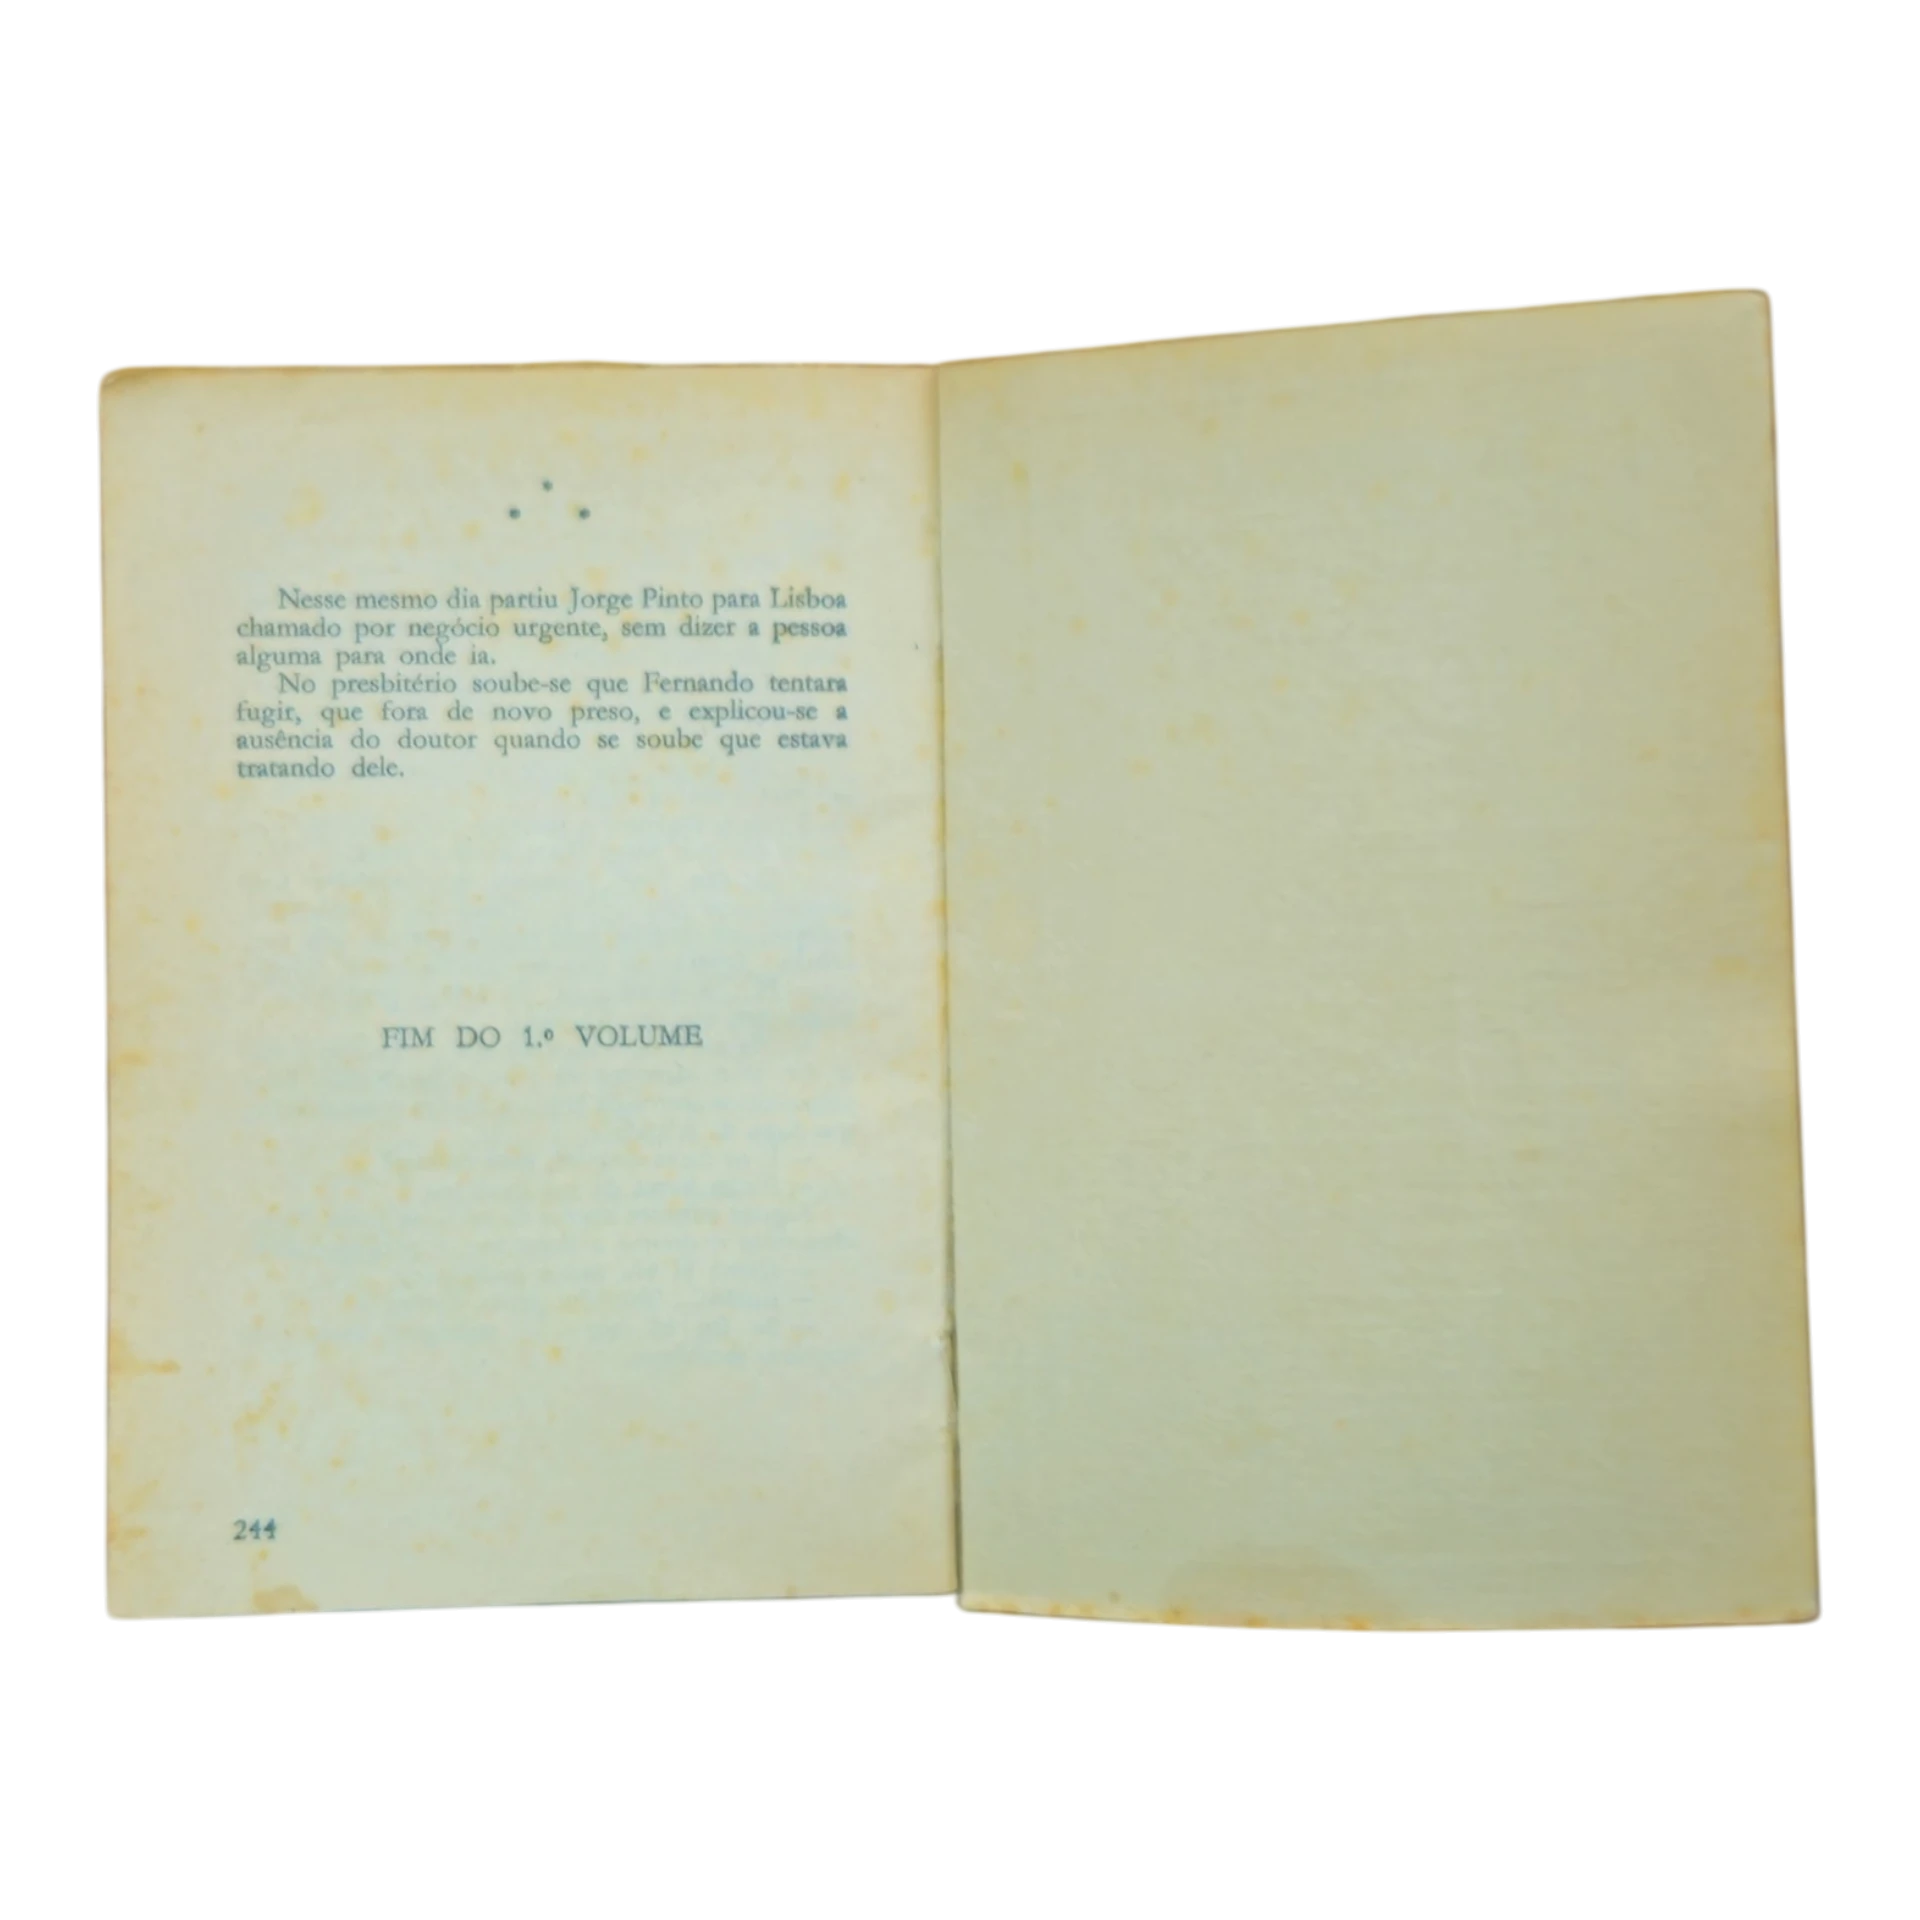 Nesse mesmo dia partiu Jorge Pinto para Lisboa
chamado por negócio urgente, sem dizer a pessoa
alguma para onde ia.
No presbitério soube-se que Fernando tentara
fugir, que fora de novo preso, e explicou-se a
ausência do doutor quando se soube que estava
tratando dele.
FIM DO 1.º VOLUME
244